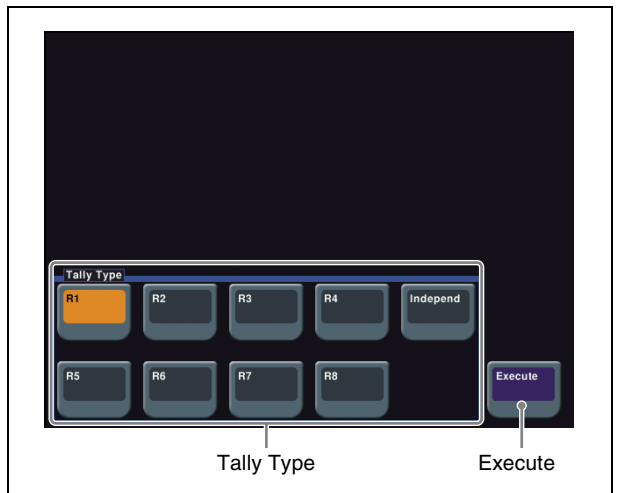 Tally Type
R1 R2 R3 R4 Independ
R5 R6 R7 R8 Execute
Tally Type Execute